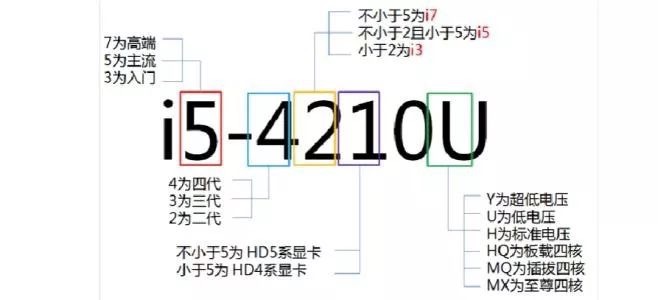 不小于5为i7
不小于2且小于5为i5
小于2为i3
7为高端
5为主流
3为入门
i5-4210U
4为四代
3为三代
2为二代
不小于5为 HD5系显卡
小于5为 HD4系显卡
Y为超低电压
U为低电压
H为标准电压
HQ为板载四核
MQ为插拔四核
MX为至尊四核